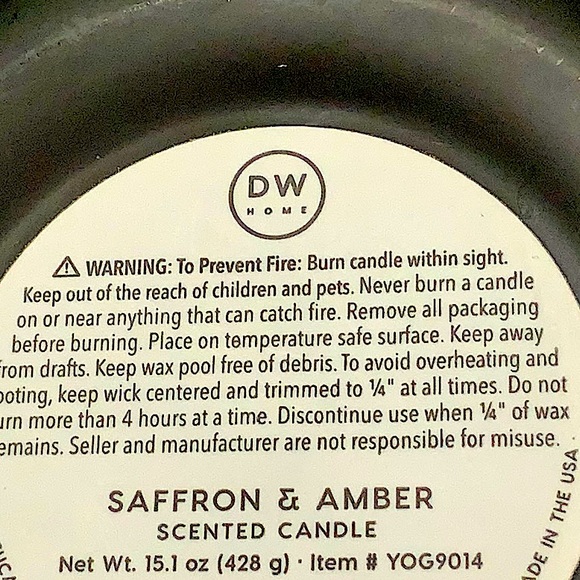 DW
HOME
⚠ WARNING: To Prevent Fire: Burn candle within sight.
Keep out of the reach of children and pets. Never burn a candle
on or near anything that can catch fire. Remove all packaging
before burning. Place on temperature safe surface. Keep away
from drafts. Keep wax pool free of debris. To avoid overheating and
ooting, keep wick centered and trimmed to ¼" at all times. Do not
urn more than 4 hours at a time. Discontinue use when ¼" of wax
emains. Seller and manufacturer are not responsible for misuse.
SAFFRON & AMBER
SCENTED CANDLE
Net Wt. 15.1 oz (428 g) · Item # YOG9014
ADE IN THE USA